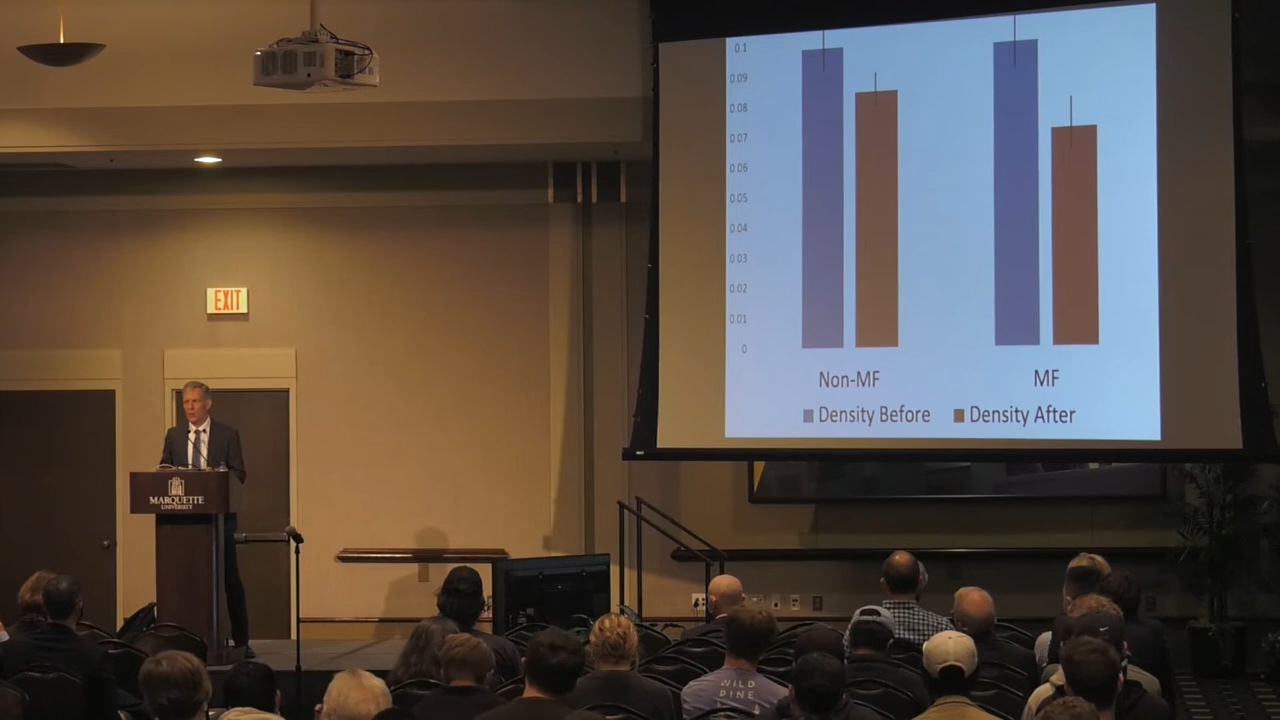 0.1
0.09
0.08
0.07
0.06
0.05
0.04
0.03
0.02
0.01
0
Non-MF MF
Density Before Density After
EXIT
MARQUETTE
UNIVERSITY
WILD
PINE